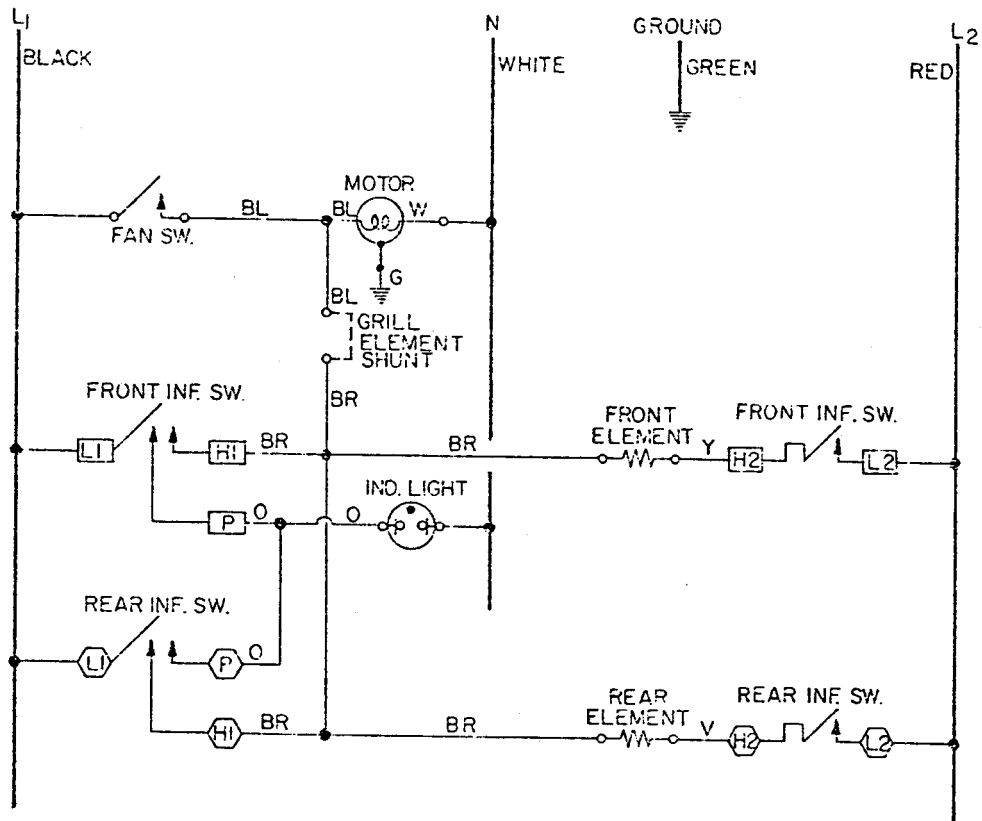 L1
N
GROUND
L2
BLACK
WHITE
GREEN
RED
MOTOR
BL
BL
W
FAN SW.
G
BL
GRILL
ELEMENT
SHUNT
FRONT INF. SW.
BR
FRONT
ELEMENT
FRONT INF. SW.
L1
H1
BR
BR
Y
H2
L2
IND. LIGHT
P
O
O
REAR INF. SW.
L1
P
O
REAR
ELEMENT
REAR INF. SW.
H1
BR
BR
V
H2
L2